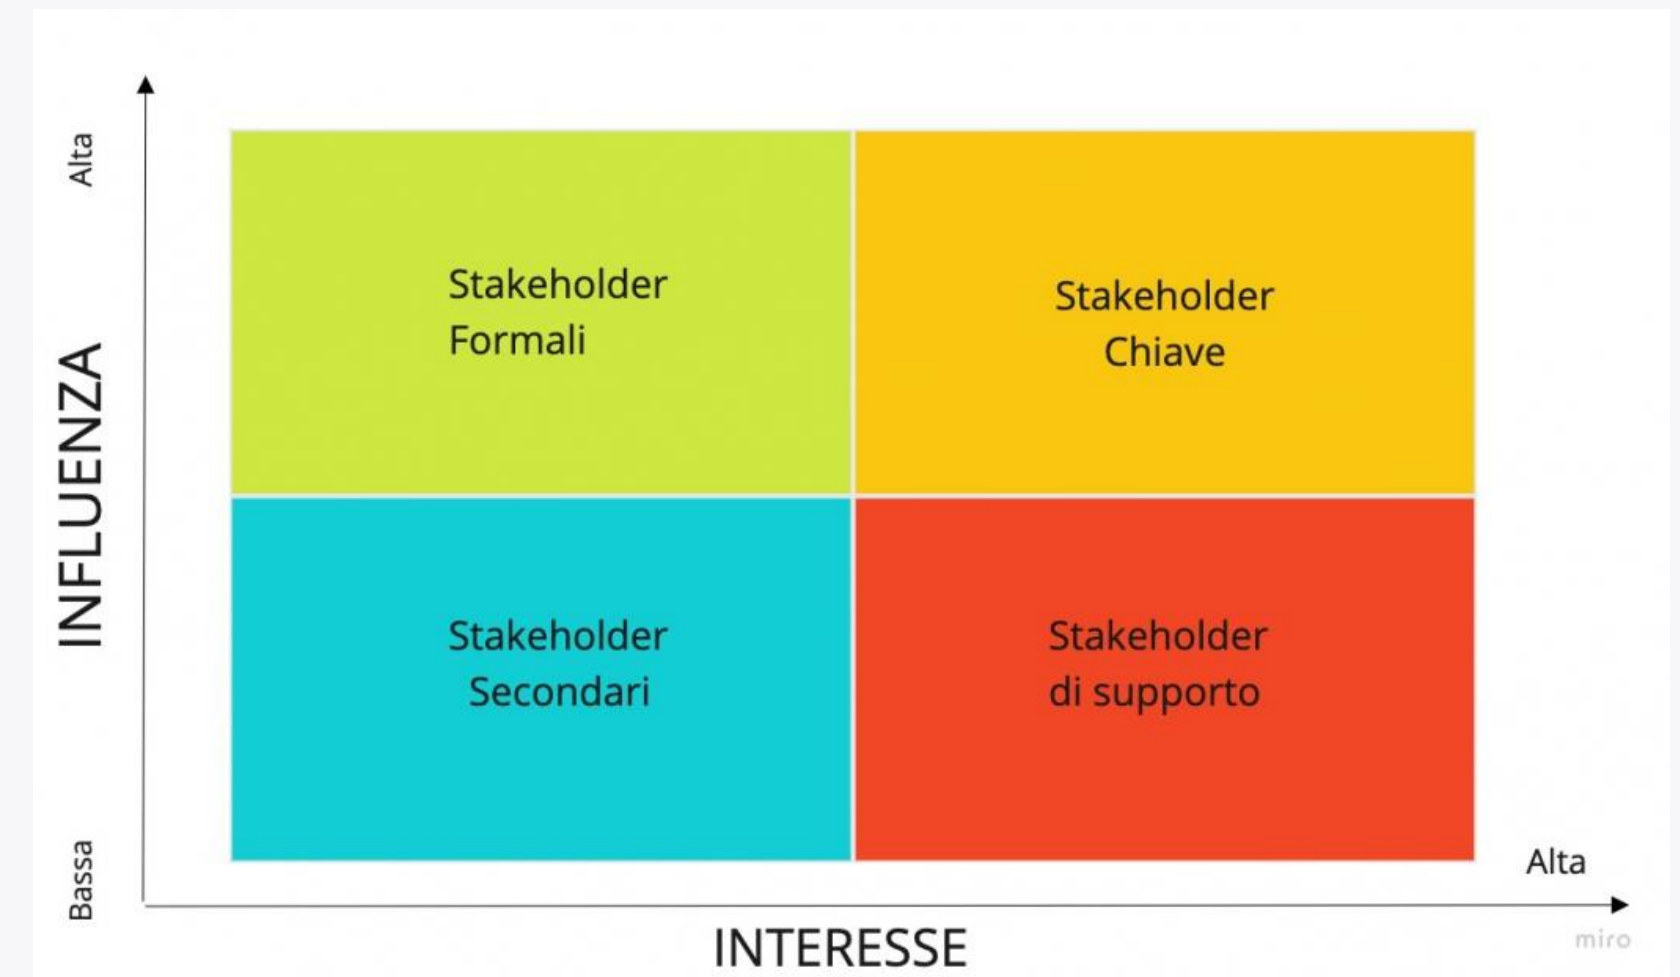 Alta
Stakeholder
Formali
Stakeholder
Chiave
INFLUENZA
Stakeholder
Secondari
Stakeholder
di supporto
Bassa
Alta
INTERESSE
miro